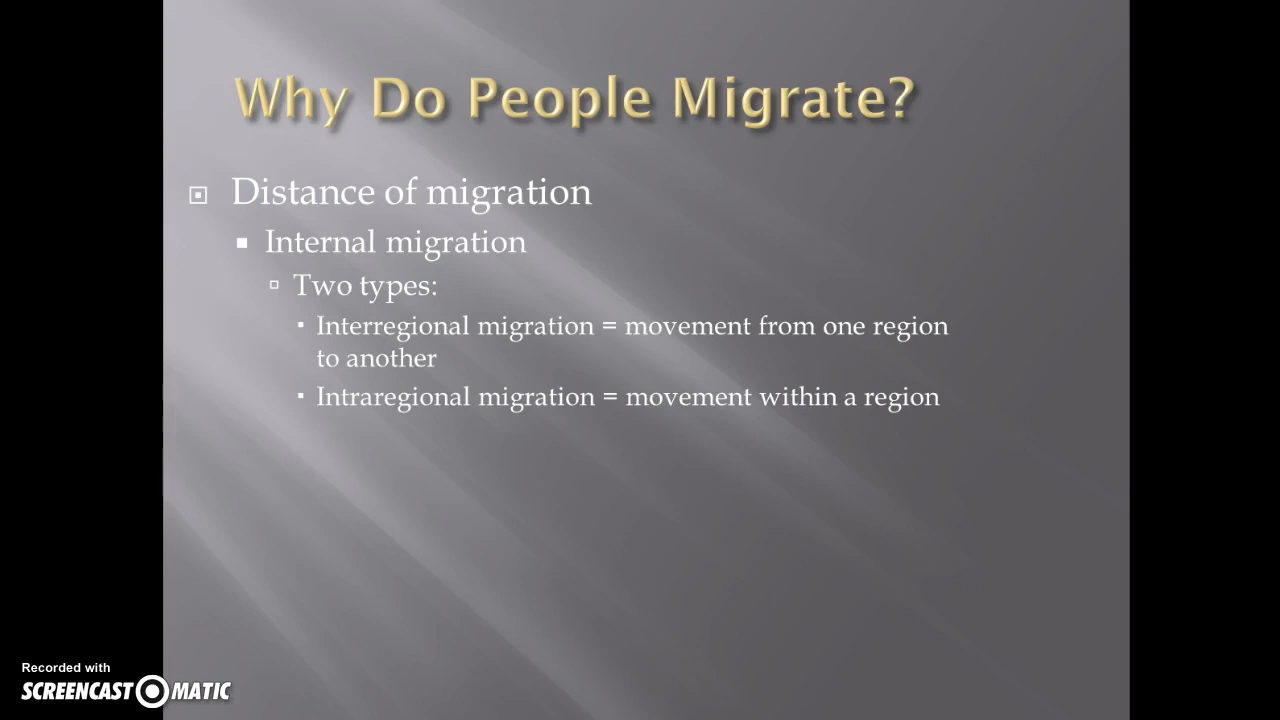 Why Do People Migrate?
Distance of migration
Internal migration
Two types:
Interregional migration = movement from one region
to another
Intraregional migration = movement within a region
Recorded with
SCREENCAST MATIC